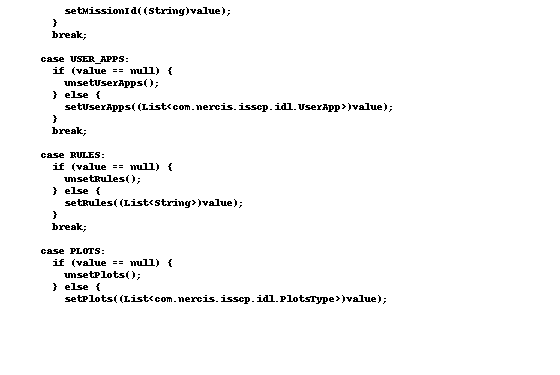 setMissionId((String)value);
}
break;
case USER_APPS:
if (value == null) {
unsetUserApps();
} else {
setUserApps((List<com.nercis.isscp.idl.UserApp>)value);
}
break;
case RULES:
if (value == null) {
unsetRules();
} else {
setRules((List<String>)value);
}
break;
case PLOTS:
if (value == null) {
unsetPlots();
} else {
setPlots((List<com.nercis.isscp.idl.PlotsType>)value);